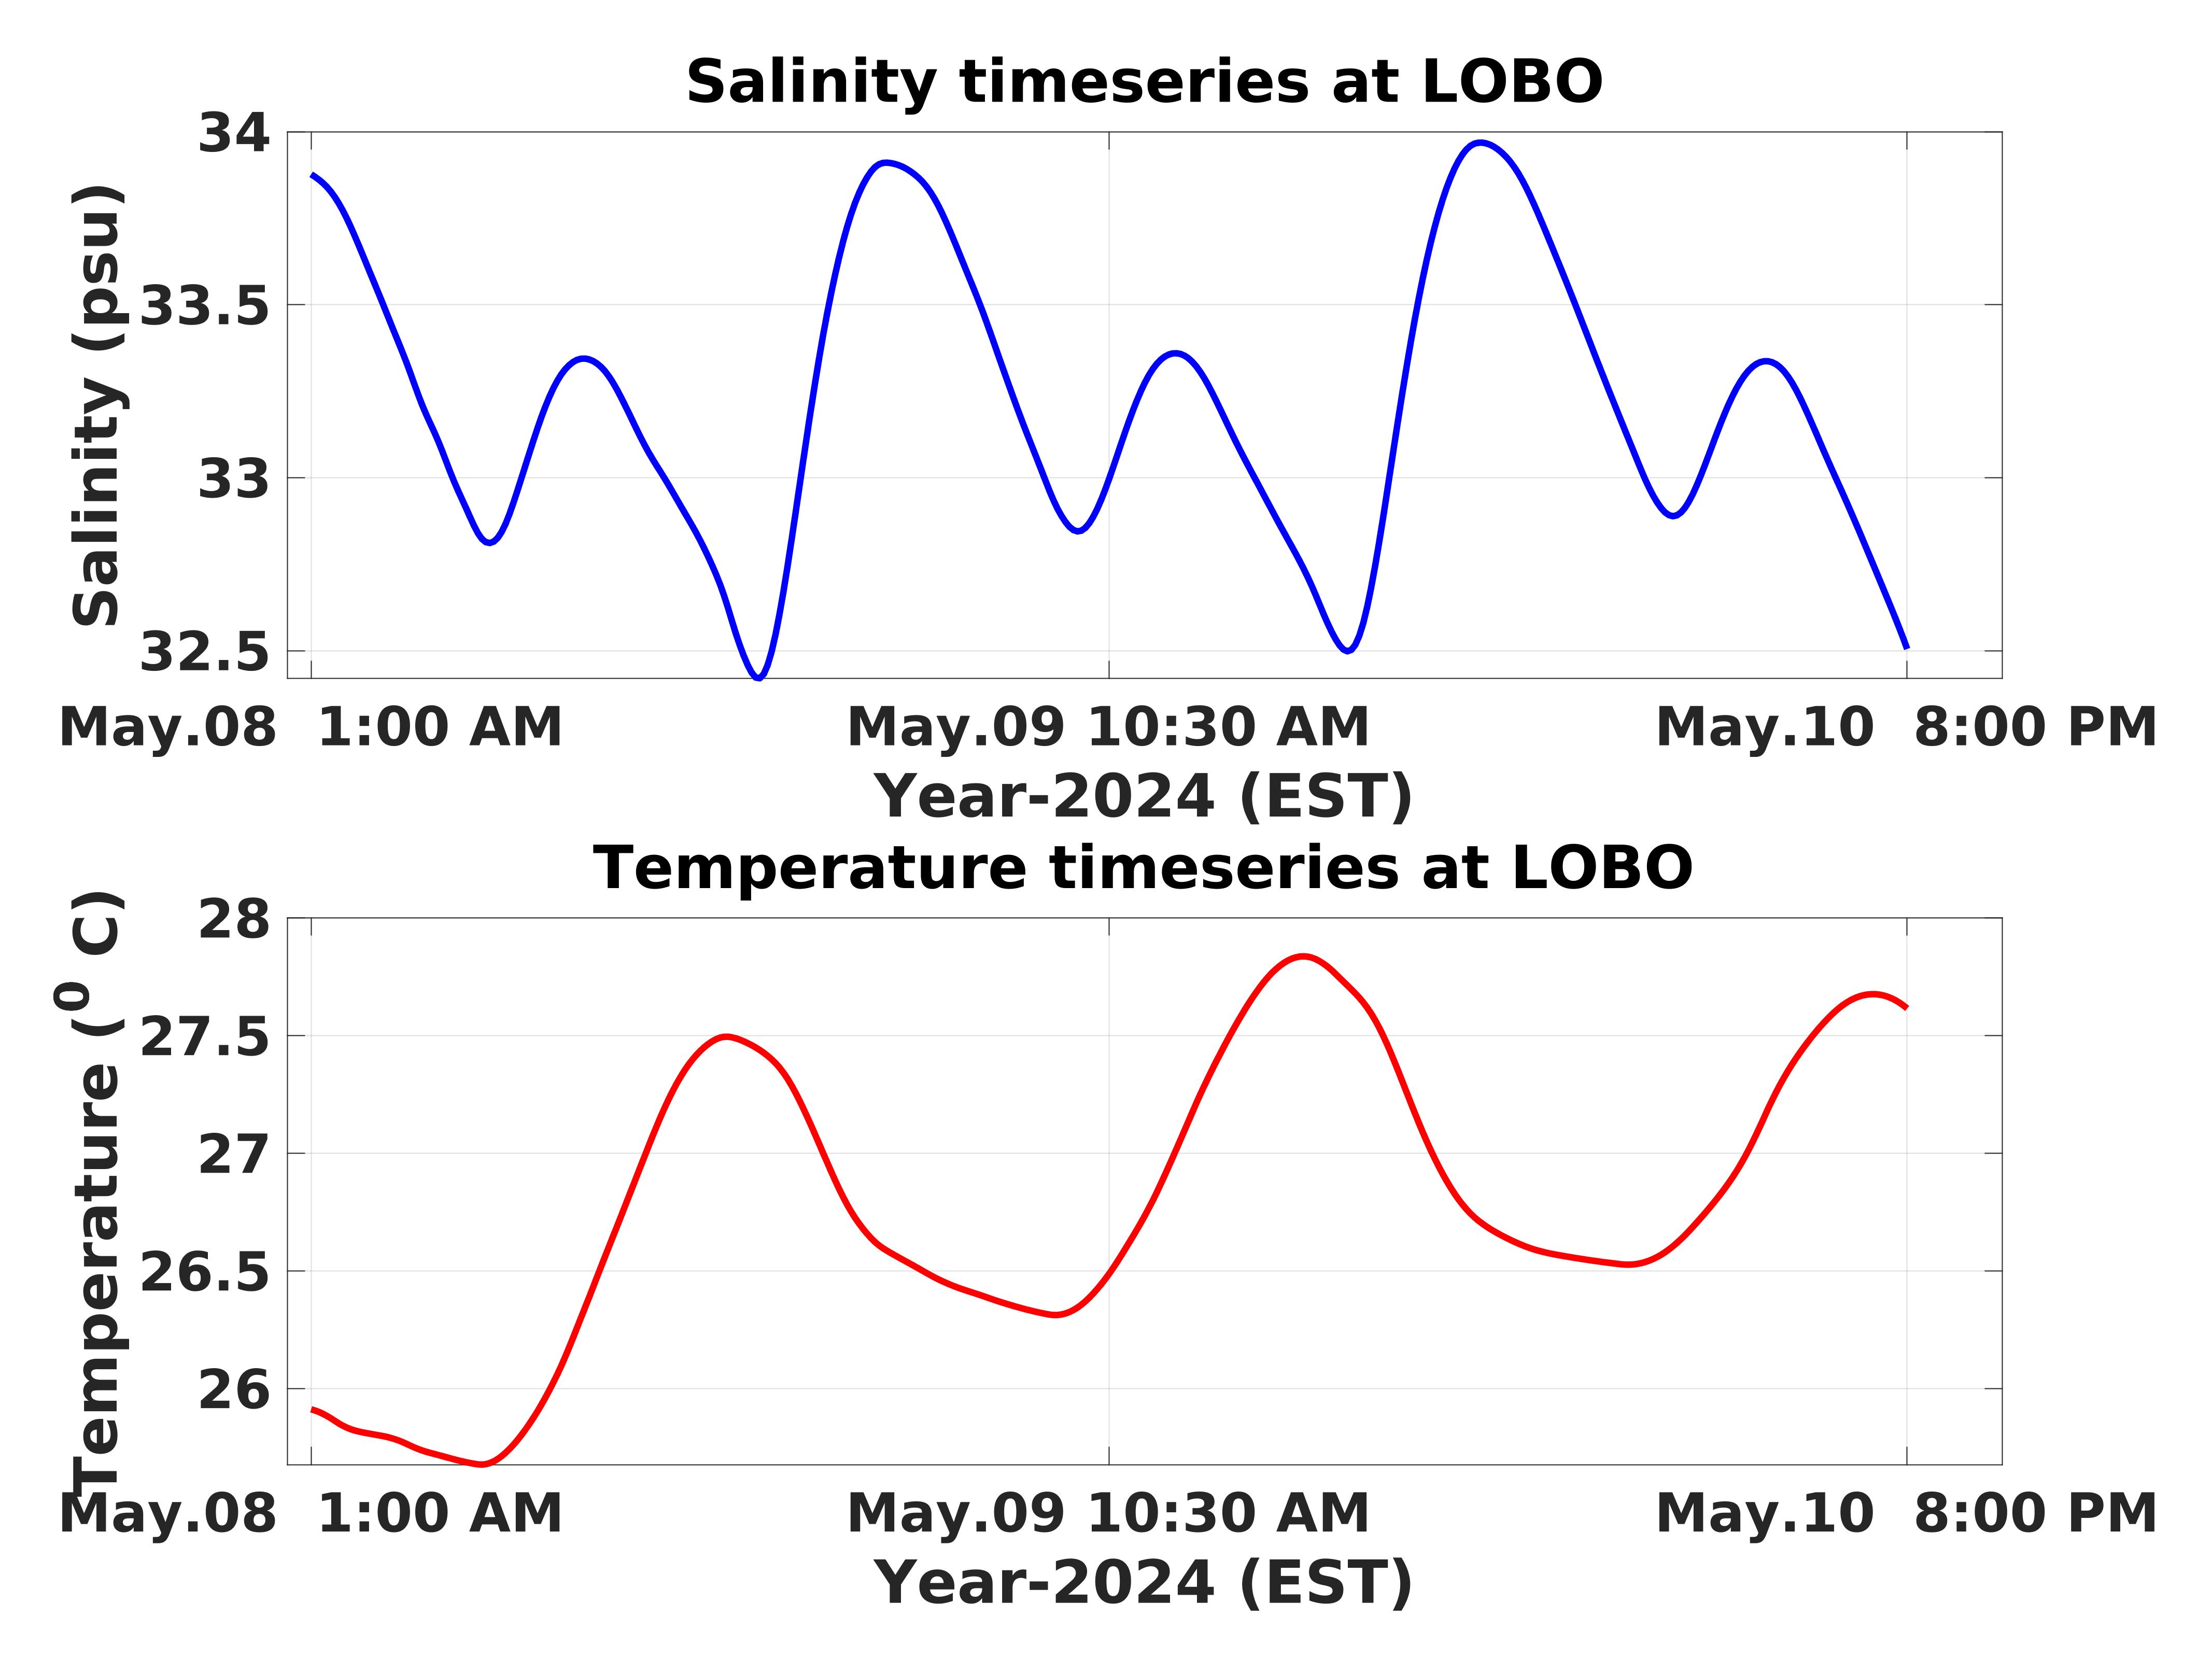 Salinity timeseries at LOBO
Salinity (psu)
34
33.5
33
32.5
May.08 1:00 AM
May.09 10:30 AM
May.10 8:00 PM
Year-2024 (EST)
Temperature timeseries at LOBO
Temperature (⁰ C)
28
27.5
27
26.5
26
May.08 1:00 AM
May.09 10:30 AM
May.10 8:00 PM
Year-2024 (EST)